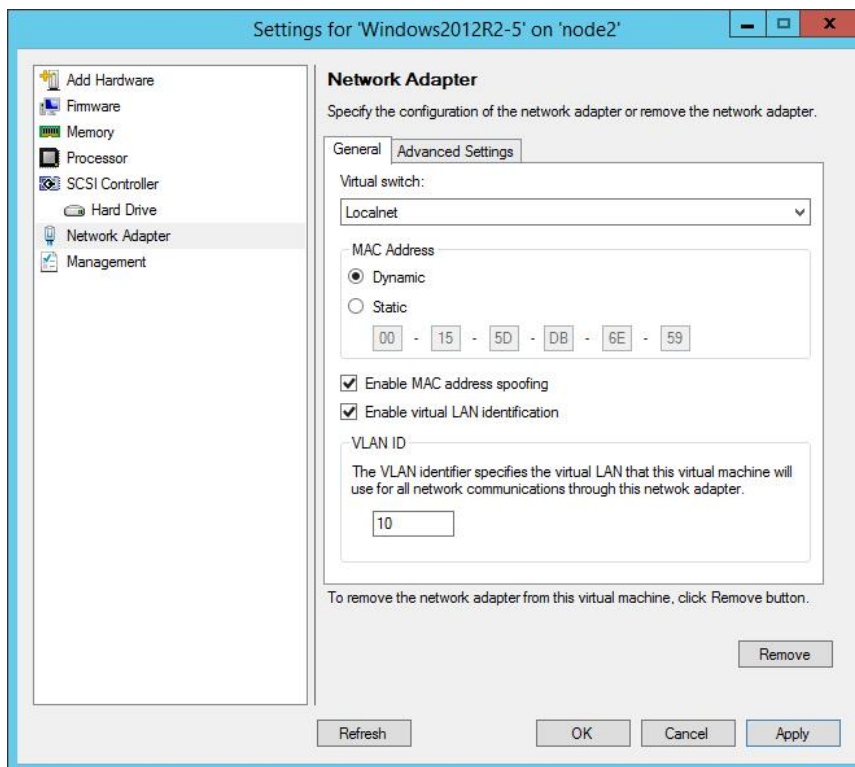 Settings for 'Windows2012R2-5' on 'node2'
Add Hardware
Firmware
Memory
Processor
SCSI Controller
Hard Drive
Network Adapter
Management
Network Adapter
Specify the configuration of the network adapter or remove the network adapter.
General Advanced Settings
Virtual switch:
Localnet
MAC Address
Dynamic
Static
00 - 15 - 5D - DB - 6E - 59
Enable MAC address spoofing
Enable virtual LAN identification
VLAN ID
The VLAN identifier specifies the virtual LAN that this virtual machine will
use for all network communications through this netwok adapter.
10
To remove the network adapter from this virtual machine, click Remove button.
Remove
Refresh OK Cancel Apply